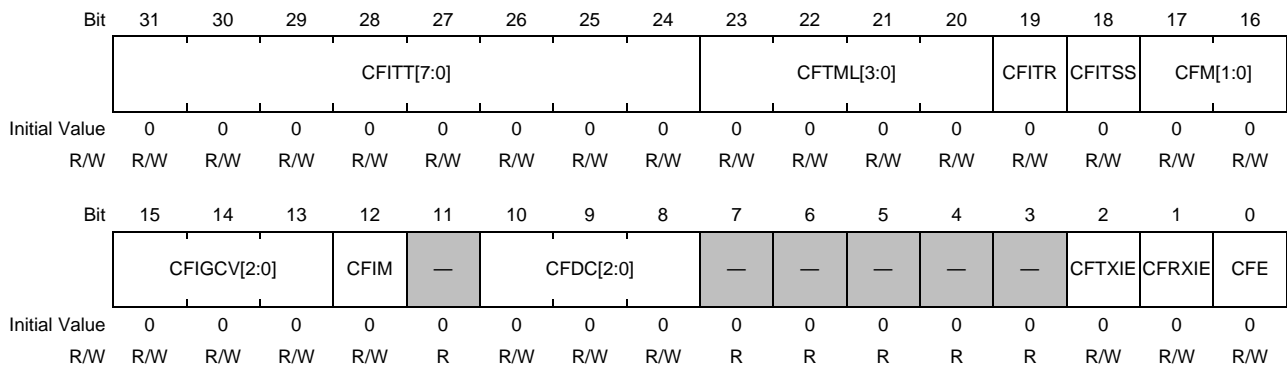 Bit 31 30 29 28 27 26 25 24 23 22 21 20 19 18 17 16
CFITT[7:0] CFTML[3:0] CFITR CFITSS CFM[1:0]
Initial Value 0 0 0 0 0 0 0 0 0 0 0 0 0 0 0 0
R/W R/W R/W R/W R/W R/W R/W R/W R/W R/W R/W R/W R/W R/W R/W R/W R/W
Bit 15 14 13 12 11 10 9 8 7 6 5 4 3 2 1 0
CFIGCV[2:0] CFIM — CFDC[2:0] — — — — — CFTXIE CFRXIE CFE
Initial Value 0 0 0 0 0 0 0 0 0 0 0 0 0 0 0 0
R/W R/W R/W R/W R/W R R/W R/W R/W R R R R R R/W R/W R/W